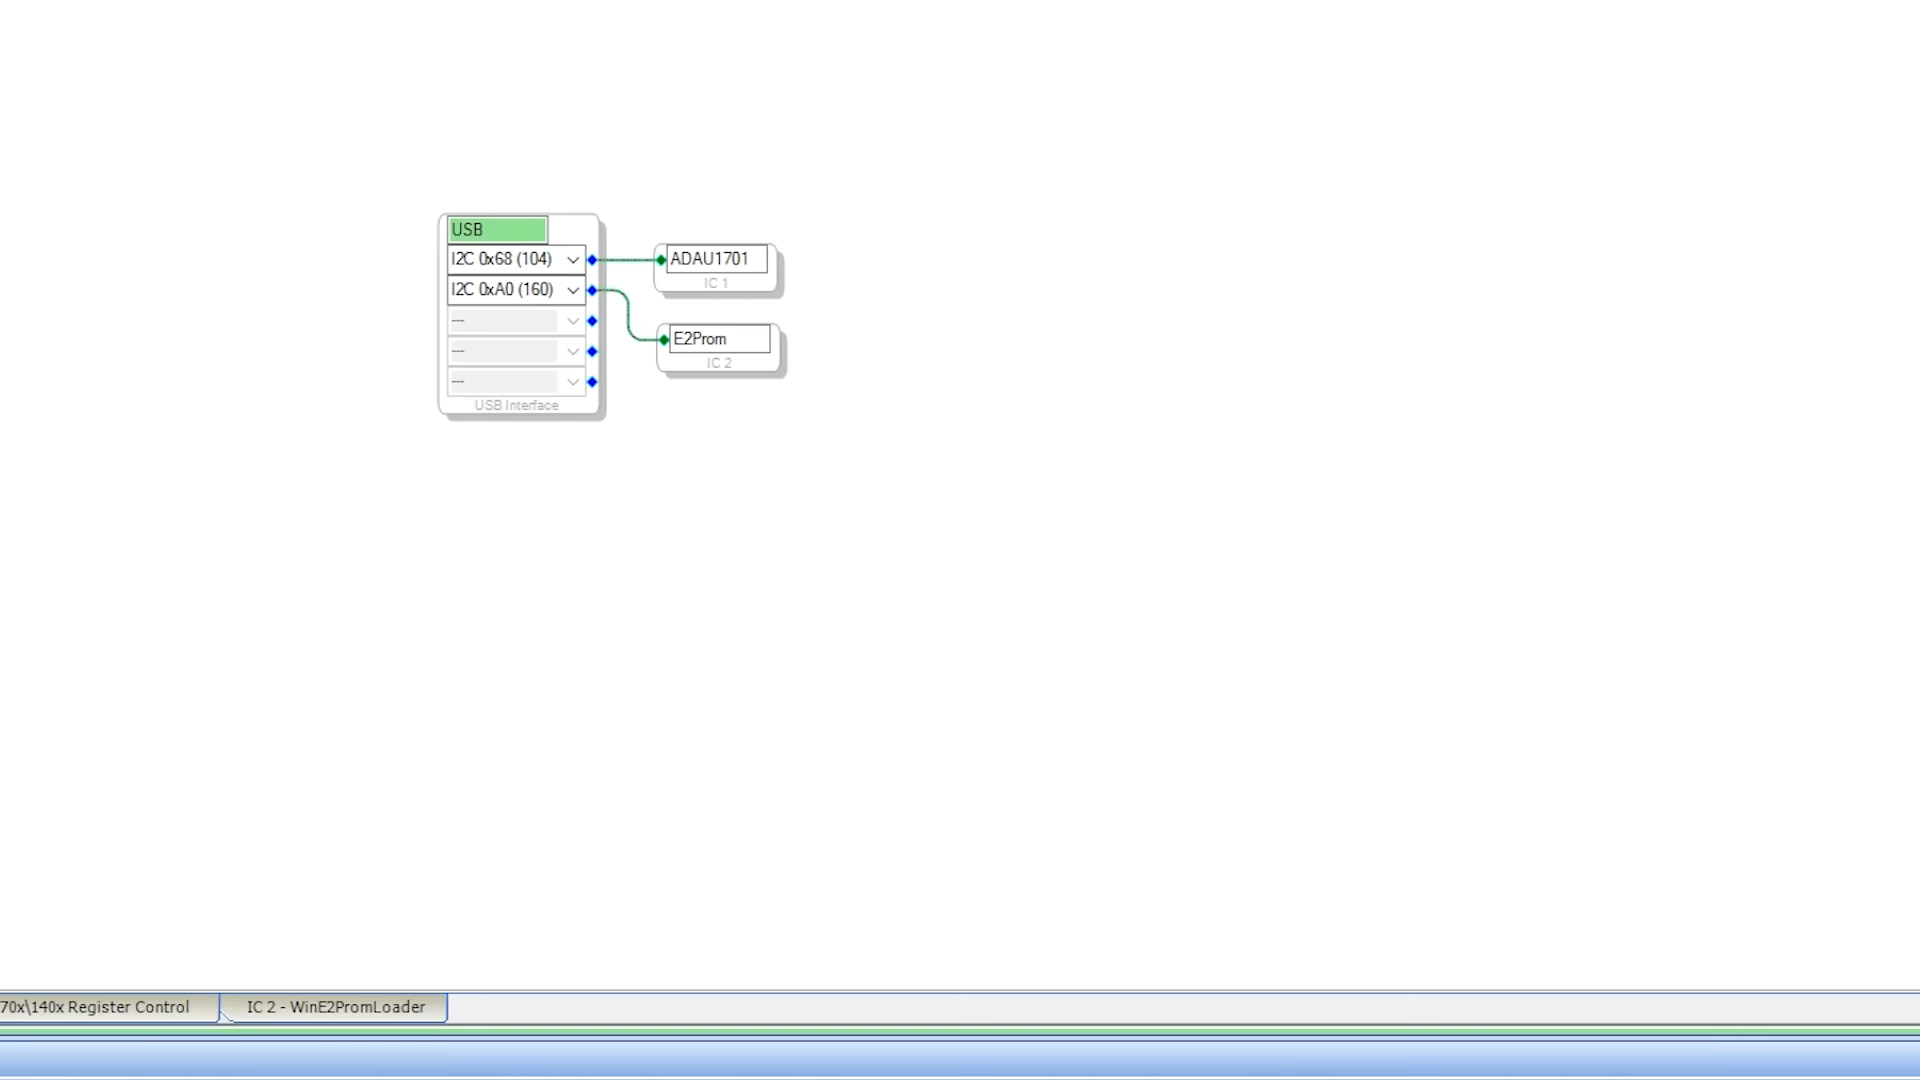 USB
I2C 0x68 (104)
ADAU1701
IC 1
I2C 0xA0 (160)
---
E2Prom
---
IC 2
---
USB Interface
70x\140x Register Control
IC 2 - WinE2PromLoader